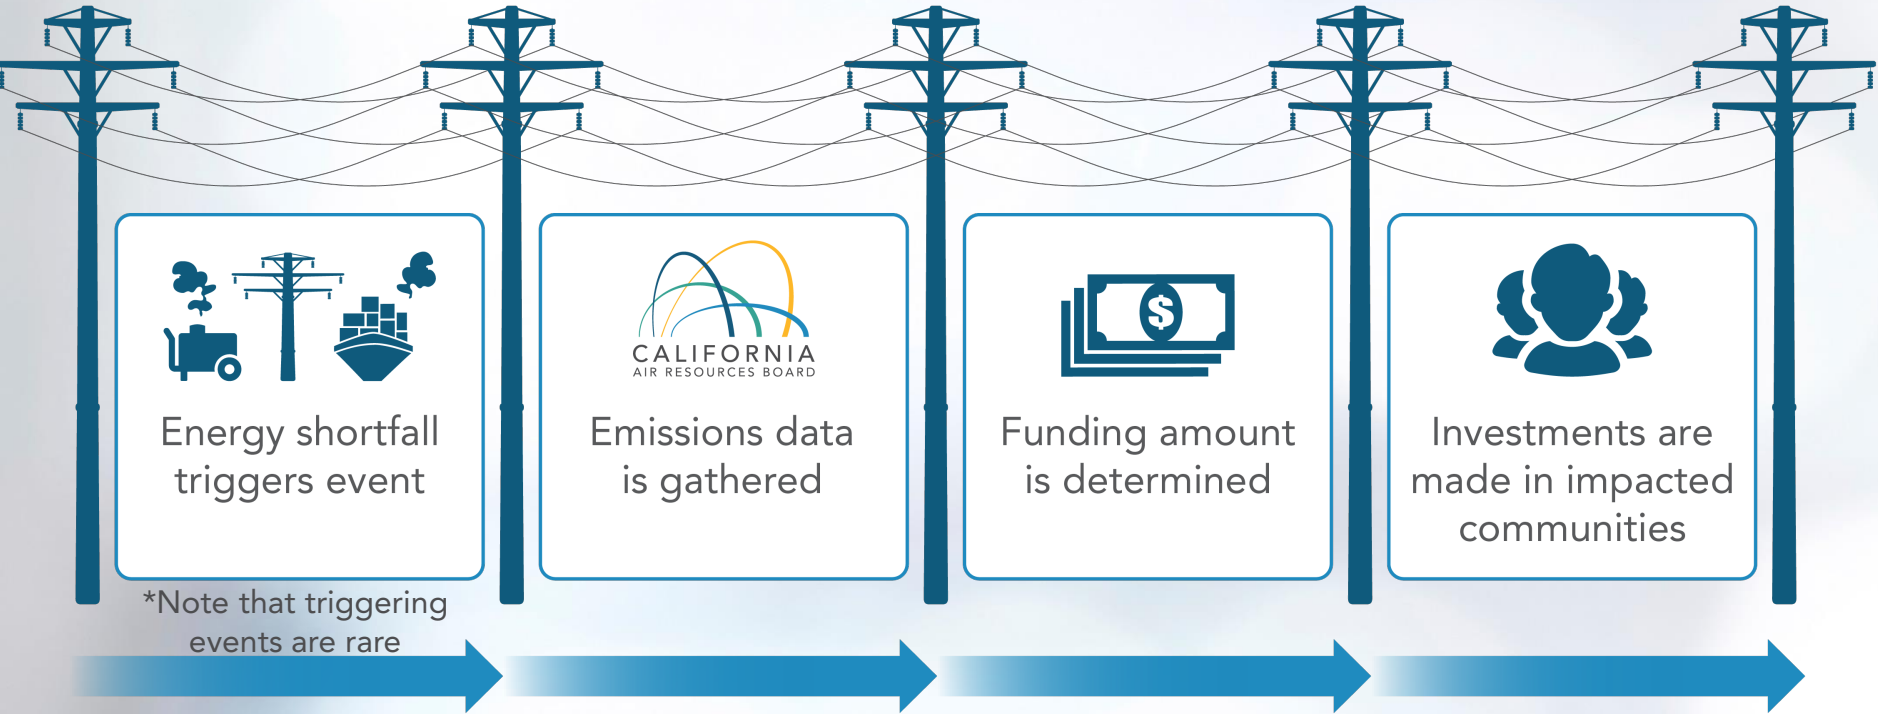 Energy shortfall
triggers event
*Note that triggering
events are rare
CALIFORNIA
AIR RESOURCES BOARD
Emissions data
is gathered
$
Funding amount
is determined
Investments are
made in impacted
communities